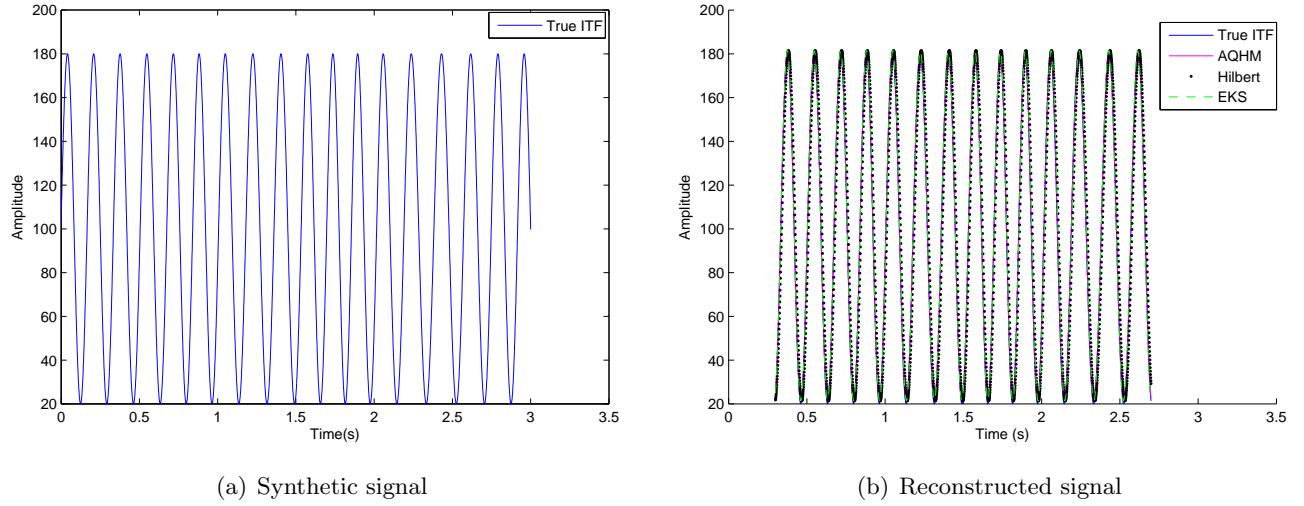 200
180
160
140
120
100
80
60
40
20
Amplitude
0 0.5 1 1.5 2 2.5 3 3.5
Time(s)
True ITF
(a) Synthetic signal
200
180
160
140
120
100
80
60
40
20
Amplitude
0 0.5 1 1.5 2 2.5 3 3.5
Time (s)
True ITF
AQHM
Hilbert
EKS
(b) Reconstructed signal